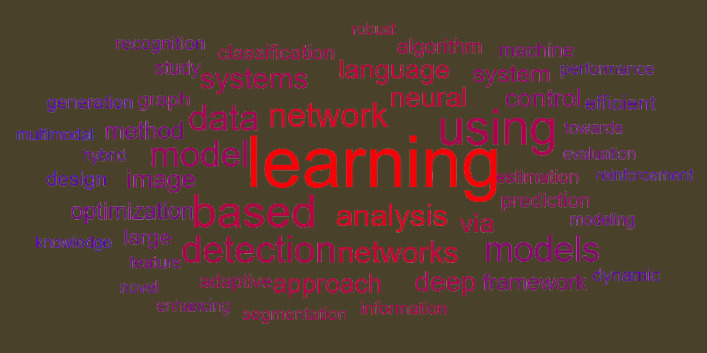 robust
recognition
classification
algorithm
machine
study
systems
language
system
performance
generation
graph
data
network
neural
control
efficient
multimodal
method
using
towards
hybrid
model
learning
evaluation
design
image
estimation
reinforcement
optimization
based
analysis
via
prediction
modeling
knowledge
large
detection
networks
models
feature
novel
adaptive
approach
deep
framework
dynamic
enhancing
segmentation
information